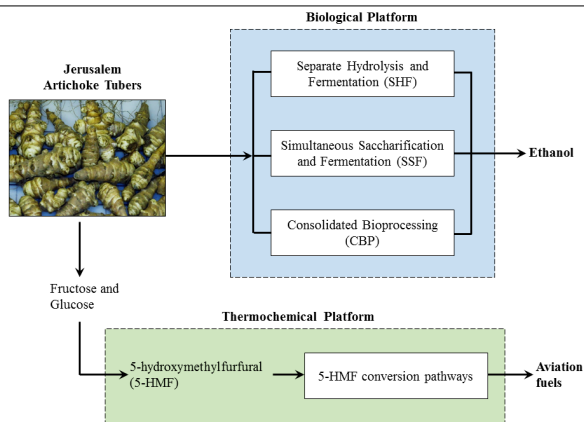 Biological Platform
Jerusalem
Artichoke Tubers
Separate Hydrolysis and
Fermentation (SHF)
Simultaneous Saccharification
and Fermentation (SSF)
Ethanol
Consolidated Bioprocessing
(CBP)
Fructose and
Glucose
Thermochemical Platform
5-hydroxymethylfurfural
(5-HMF)
5-HMF conversion pathways
Aviation
fuels